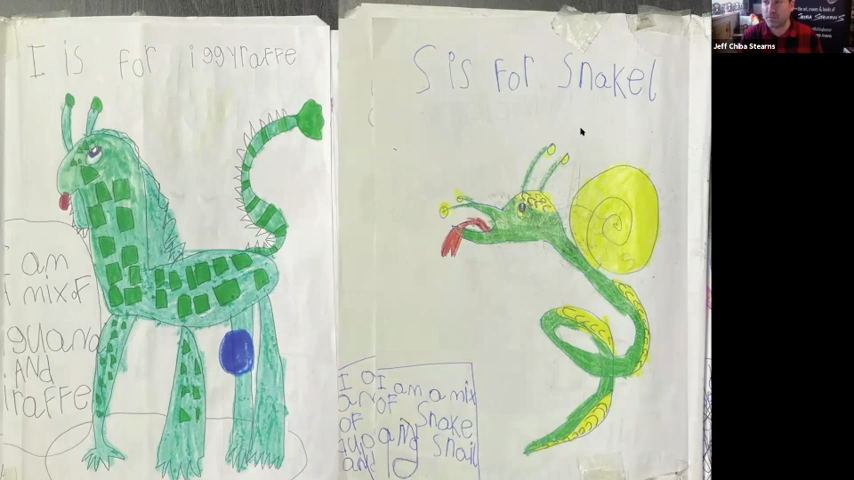 I is For iggyraffe
am
mix OF
guana
AND
iraffe
S is For Snakel
I am a mix
OF
Snake
and Snail
Jeff Chiba Stearns